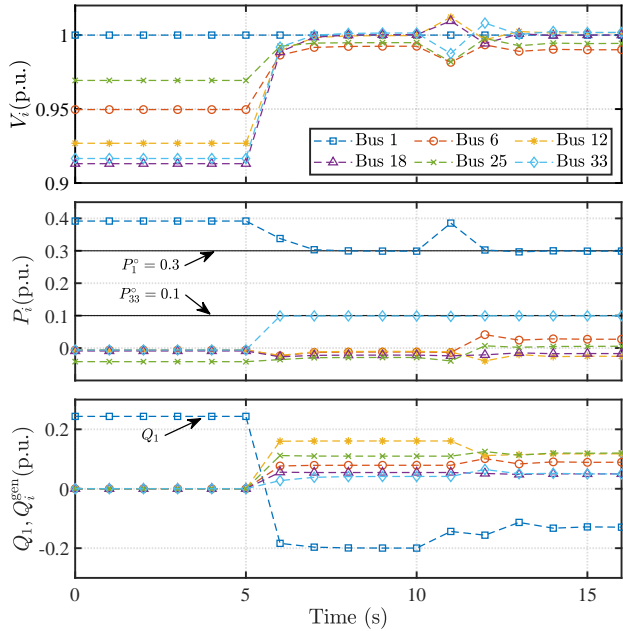 1
0.95
0.9
V_i(p.u.)
Bus 1
Bus 6
Bus 12
Bus 18
Bus 25
Bus 33
0.4
0.3
0.2
0.1
0
P_i(p.u.)
P_1^∘ = 0.3
P_33^∘ = 0.1
0.2
0
-0.2
Q_1, Q_i^gen(p.u.)
Q_1
0
5
10
15
Time (s)